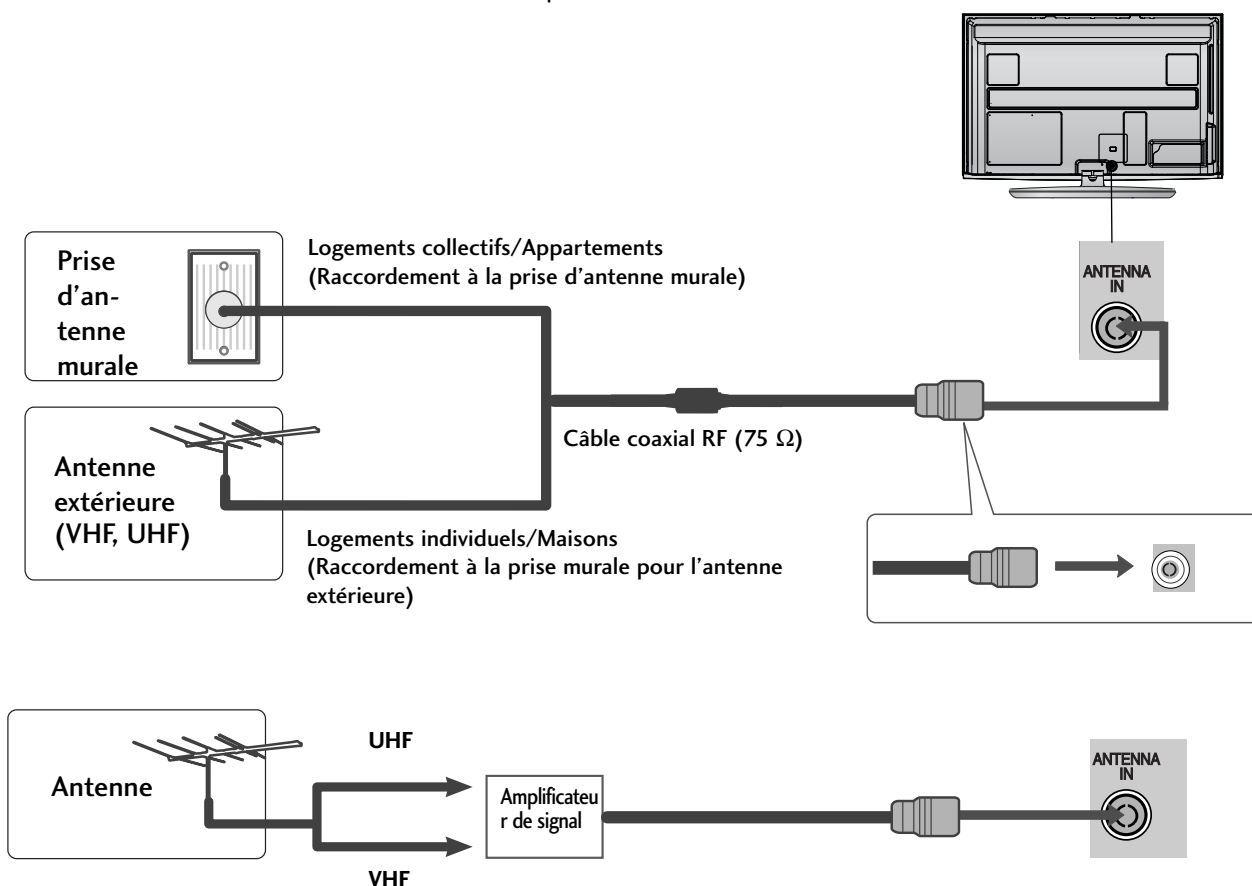 Prise
d'an-
tenne
murale
Logements collectifs/Appartements
(Raccordement à la prise d'antenne murale)
ANTENNA
IN
Câble coaxial RF (75 Ω)
Antenne
extérieure
(VHF, UHF)
Logements individuels/Maisons
(Raccordement à la prise murale pour l'antenne
extérieure)
Antenne
UHF
VHF
Amplificateu
r de signal
ANTENNA
IN